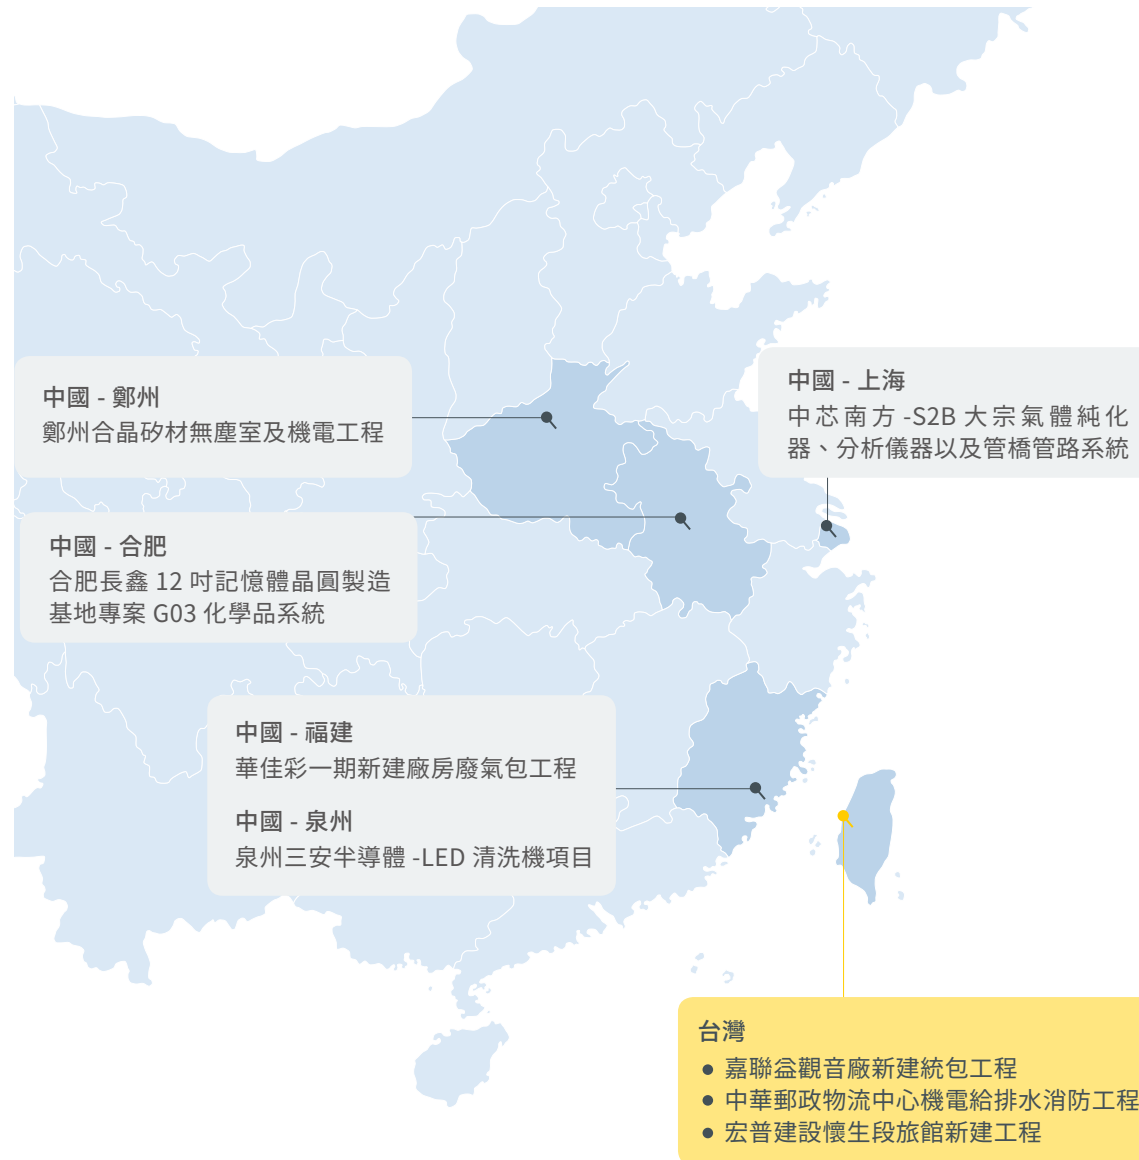 中國 - 鄭州
鄭州合晶矽材無塵室及機電工程
中國 - 上海
中芯南方 -S2B 大宗氣體純化
器、分析儀器以及管橋管路系統
中國 - 合肥
合肥長鑫 12 吋記憶體晶圓製造
基地專案 G03 化學品系統
中國 - 福建
華佳彩一期新建廠房廢氣包工程
中國 - 泉州
泉州三安半導體 -LED 清洗機項目
台灣
● 嘉聯益觀音廠新建統包工程
● 中華郵政物流中心機電給排水消防工程
● 宏普建設懷生段旅館新建工程